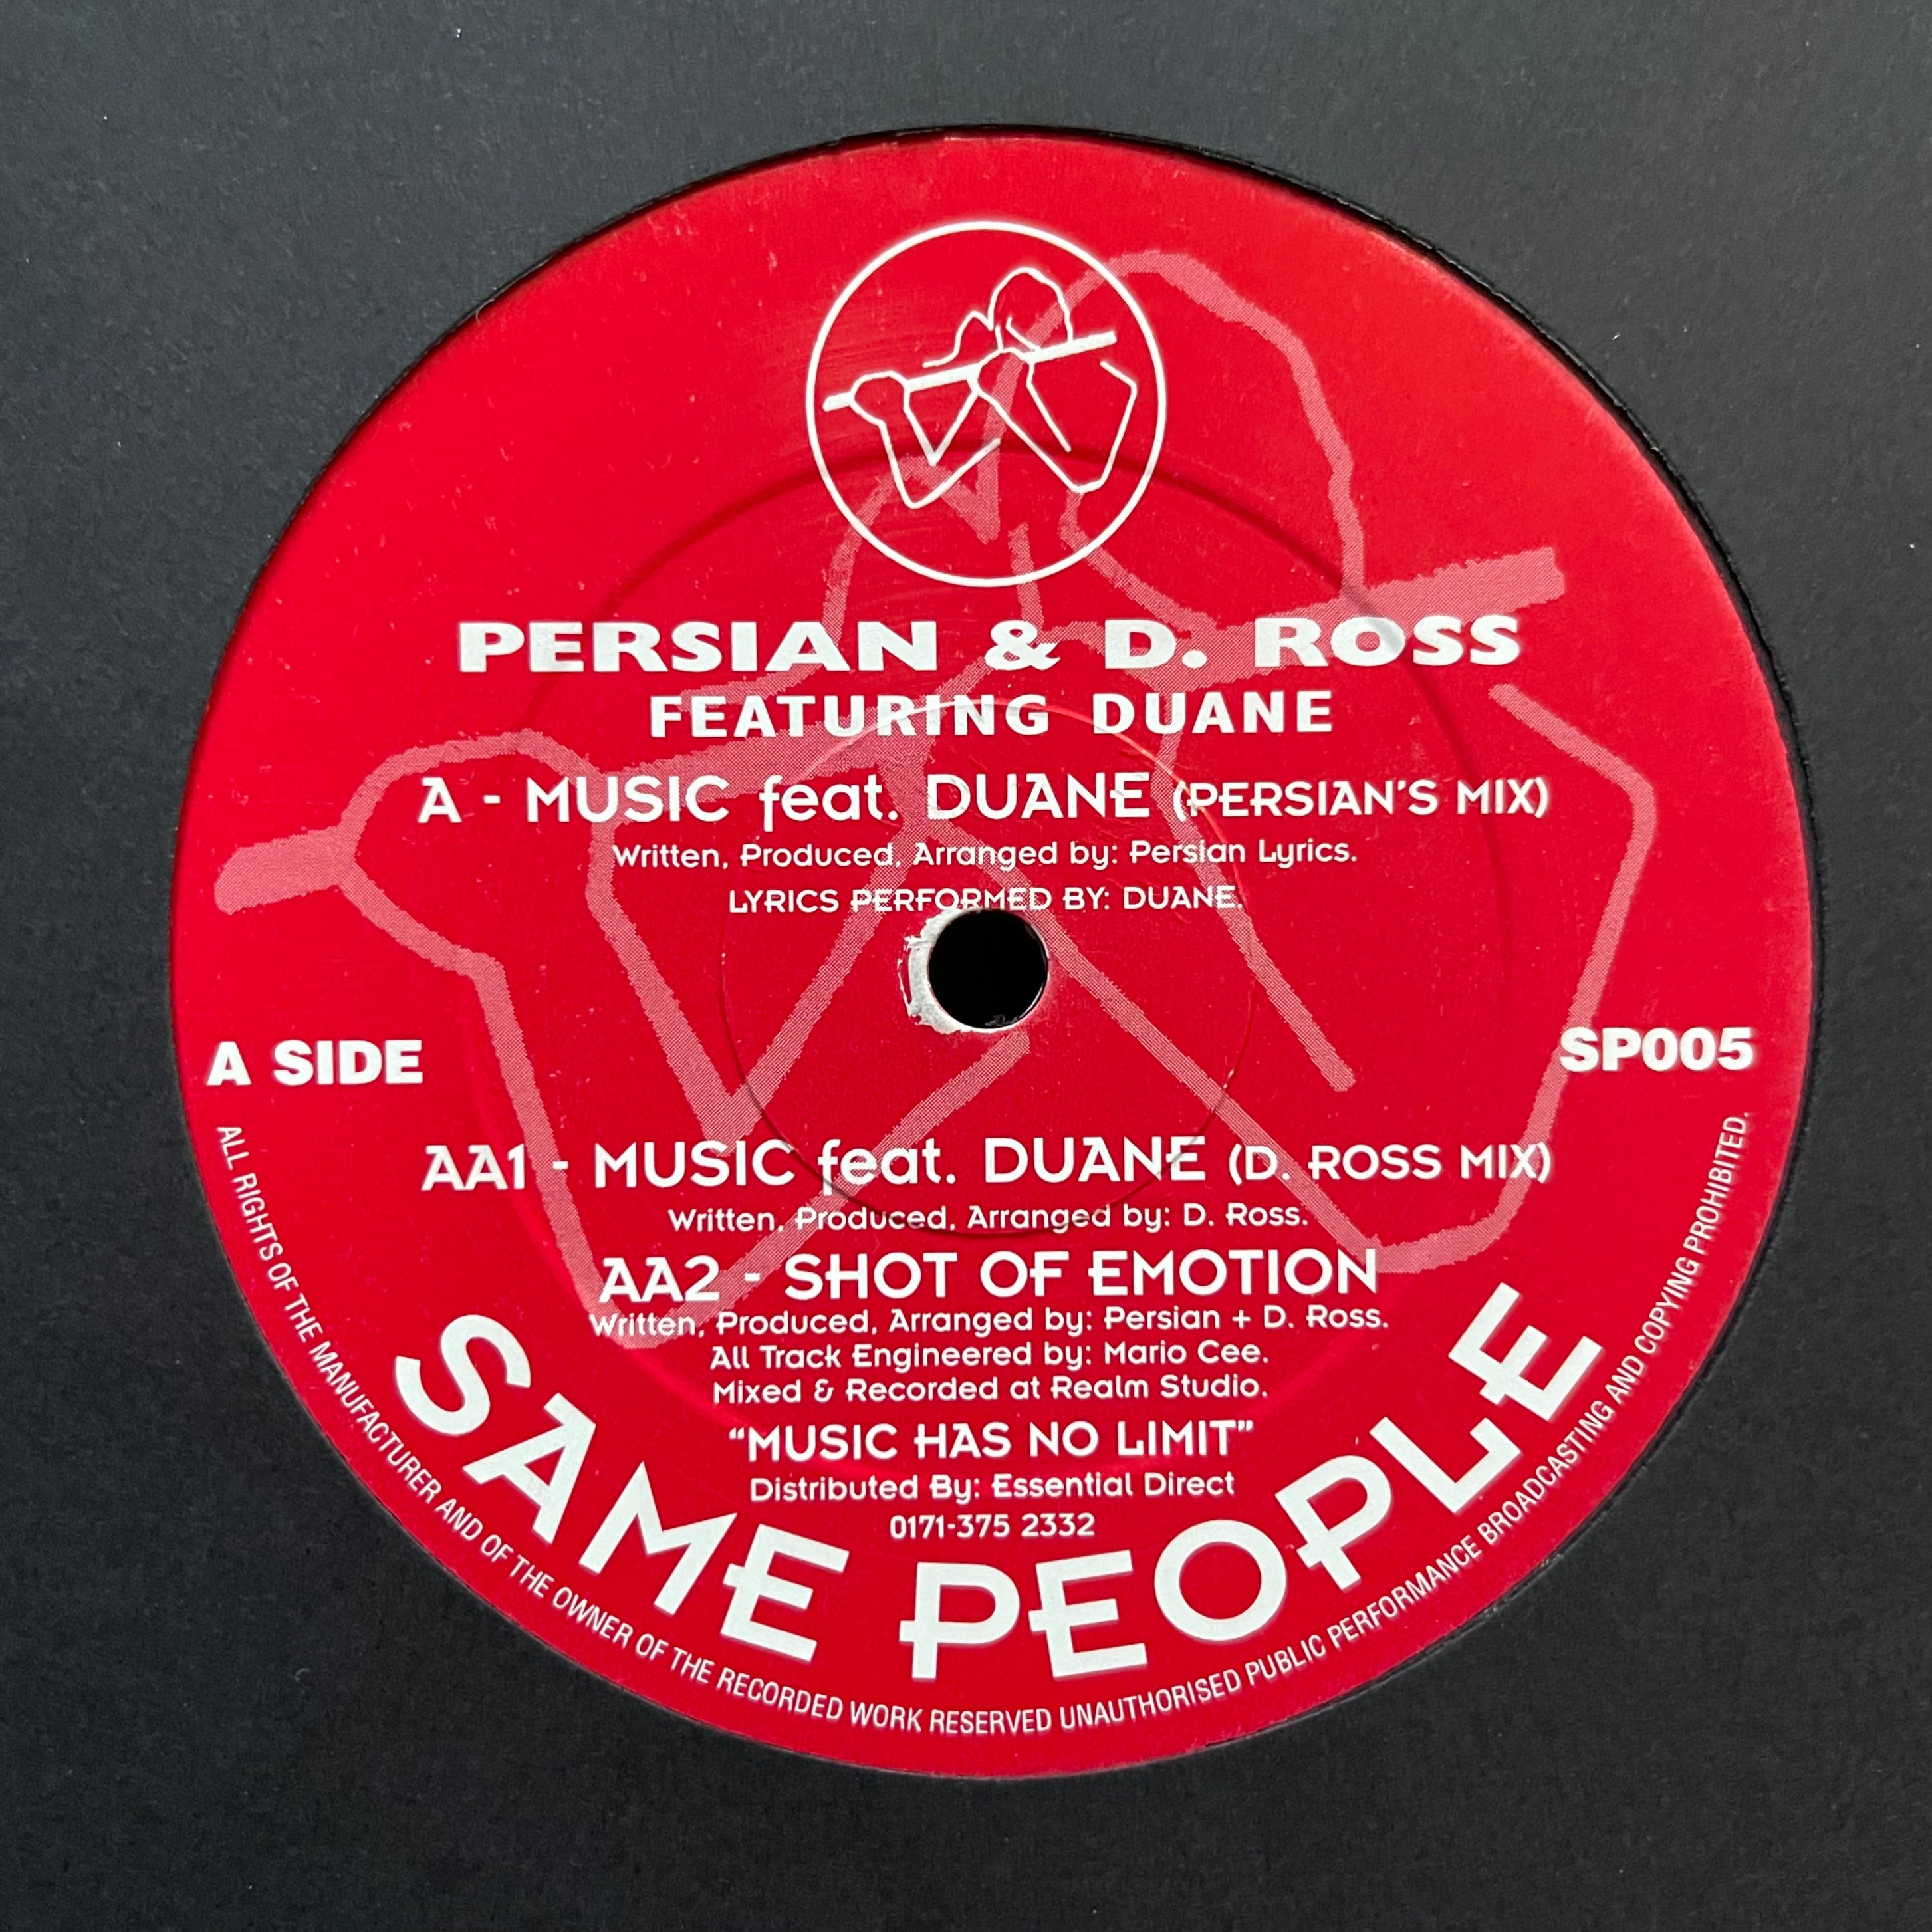 PERSIAN & D. ROSS
FEATURING DUANE
A - MUSIC feat. DUANE (PERSIAN'S MIX)
Written, Produced, Arranged by: Persian Lyrics.
LYRICS PERFORMED BY: DUANE.
A SIDE
SP005
AA1 - MUSIC feat. DUANE (D. ROSS MIX)
Written, Produced, Arranged by: D. Ross.
AA2 - SHOT OF EMOTION
Written, Produced, Arranged by: Persian + D. Ross.
All Track Engineered by: Mario Cee.
Mixed & Recorded at Realm Studio.
“MUSIC HAS NO LIMIT”
Distributed By: Essential Direct
0171-375 2332
SAME PEOPLE
ALL RIGHTS OF THE MANUFACTURER AND OF THE OWNER OF THE RECORDED WORK RESERVED UNAUTHORISED PUBLIC PERFORMANCE BROADCASTING AND COPYING PROHIBITED.